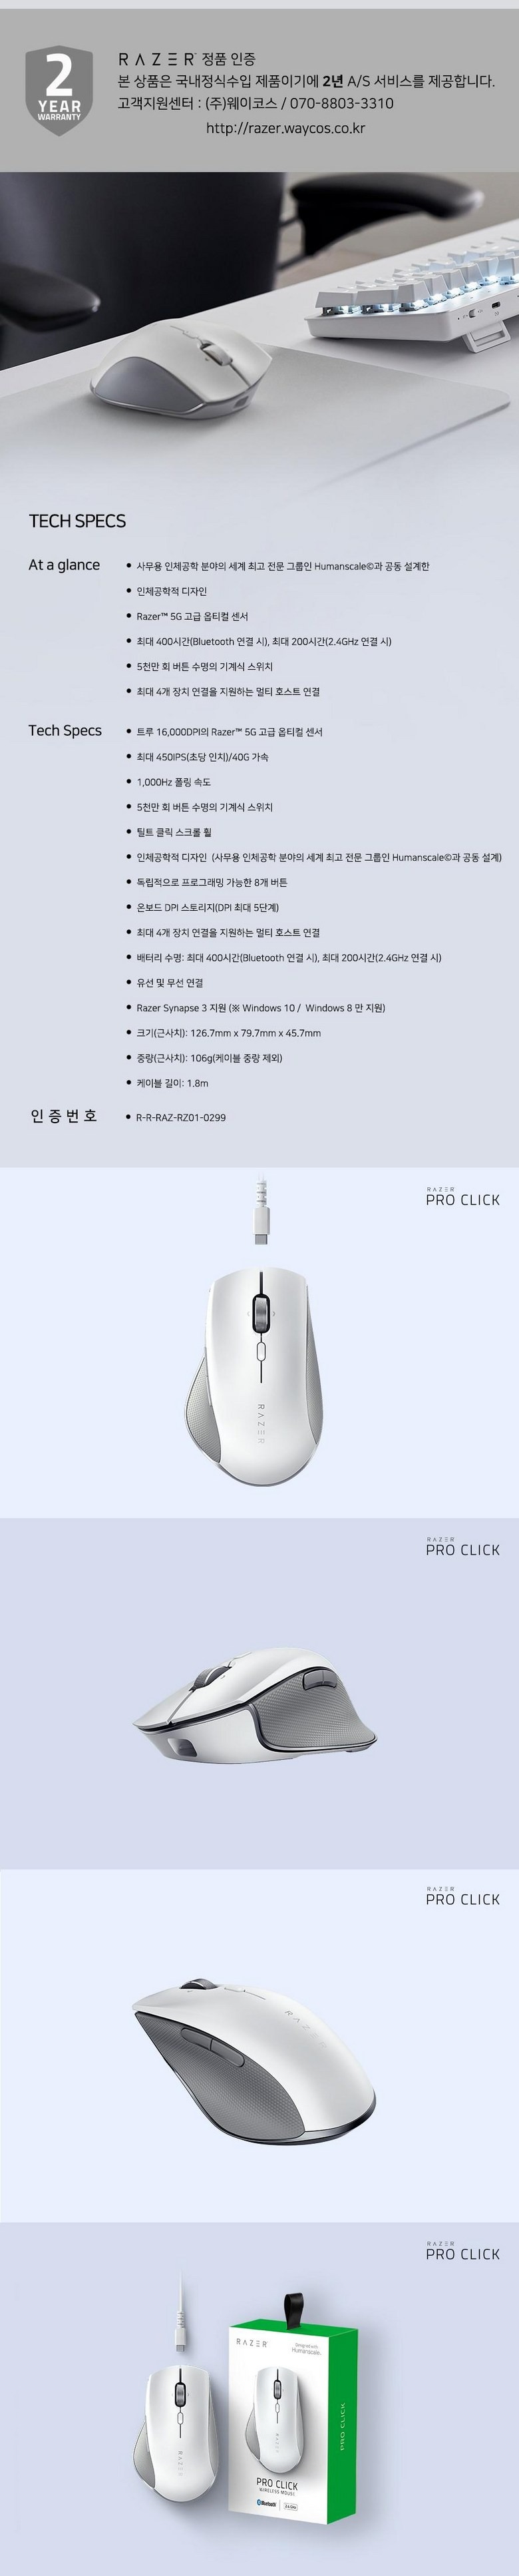 2
YEAR
WARRANTY
RAZER 정품 인증
본 상품은 국내정식수입 제품이기에 2년 A/S 서비스를 제공합니다.
고객지원센터 : (주)웨이코스 / 070-8803-3310
http://razer.waycos.co.kr
TECH SPECS
At a glance
• 사무용 인체공학 분야의 세계 최고 전문 그룹인 Humanscale©과 공동 설계한
• 인체공학적 디자인
• Razer™ 5G 고급 옵티컬 센서
• 최대 400시간(Bluetooth 연결 시), 최대 200시간(2.4GHz 연결 시)
• 5천만 회 버튼 수명의 기계식 스위치
• 최대 4개 장치 연결을 지원하는 멀티 호스트 연결
Tech Specs
• 트루 16,000DPI의 Razer™ 5G 고급 옵티컬 센서
• 최대 450IPS(초당 인치)/40G 가속
• 1,000Hz 폴링 속도
• 5천만 회 버튼 수명의 기계식 스위치
• 틸트 클릭 스크롤 휠
• 인체공학적 디자인 (사무용 인체공학 분야의 세계 최고 전문 그룹인 Humanscale©과 공동 설계)
• 독립적으로 프로그래밍 가능한 8개 버튼
• 온보드 DPI 스토리지(DPI 최대 5단계)
• 최대 4개 장치 연결을 지원하는 멀티 호스트 연결
• 배터리 수명: 최대 400시간(Bluetooth 연결 시), 최대 200시간(2.4GHz 연결 시)
• 유선 및 무선 연결
• Razer Synapse 3 지원 (※ Windows 10 / Windows 8 만 지원)
• 크기(근사치): 126.7mm x 79.7mm x 45.7mm
• 중량(근사치): 106g(케이블 중량 제외)
• 케이블 길이: 1.8m
인증번호
• R-R-RAZ-RZ01-0299
RAZER
PRO CLICK
RAZER
RAZER
PRO CLICK
RAZER
PRO CLICK
RAZER
RAZER
PRO CLICK
RAZER
Designed with
Humanscale.
PRO CLICK
RAZER
RAZER
PRO CLICK
WIRELESS MOUSE
Bluetooth
2.4 GHz